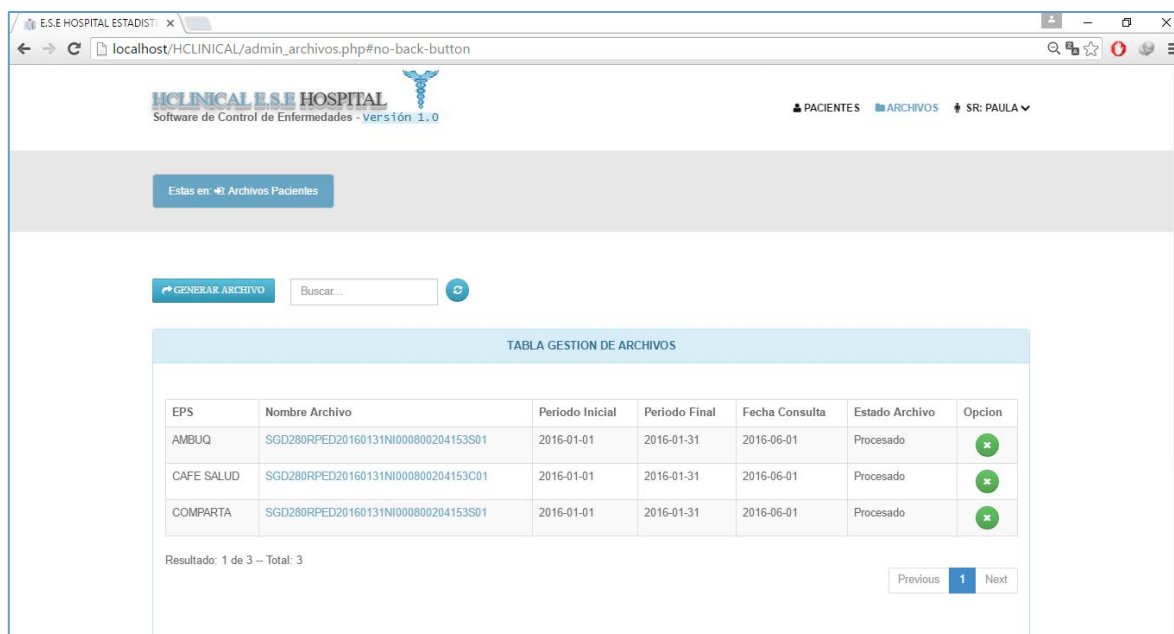 E.S.E HOSPITAL ESTADISTI
localhost/HCLINICAL/admin_archivos.php#no-back-button
HCLINICAL E.S.E HOSPITAL
Software de Control de Enfermedades - Versión 1.0
PACIENTES ARCHIVOS SR: PAULA
Estas en: Archivos Pacientes
GENERAR ARCHIVO Buscar...
TABLA GESTION DE ARCHIVOS
EPS Nombre Archivo Periodo Inicial Periodo Final Fecha Consulta Estado Archivo Opcion
AMBUQ SGD280RPED20160131NI000800204153S01 2016-01-01 2016-01-31 2016-06-01 Procesado
CAFE SALUD SGD280RPED20160131NI000800204153C01 2016-01-01 2016-01-31 2016-06-01 Procesado
COMPARTA SGD280RPED20160131NI000800204153S01 2016-01-01 2016-01-31 2016-06-01 Procesado
Resultado: 1 de 3 -- Total: 3
Previous 1 Next